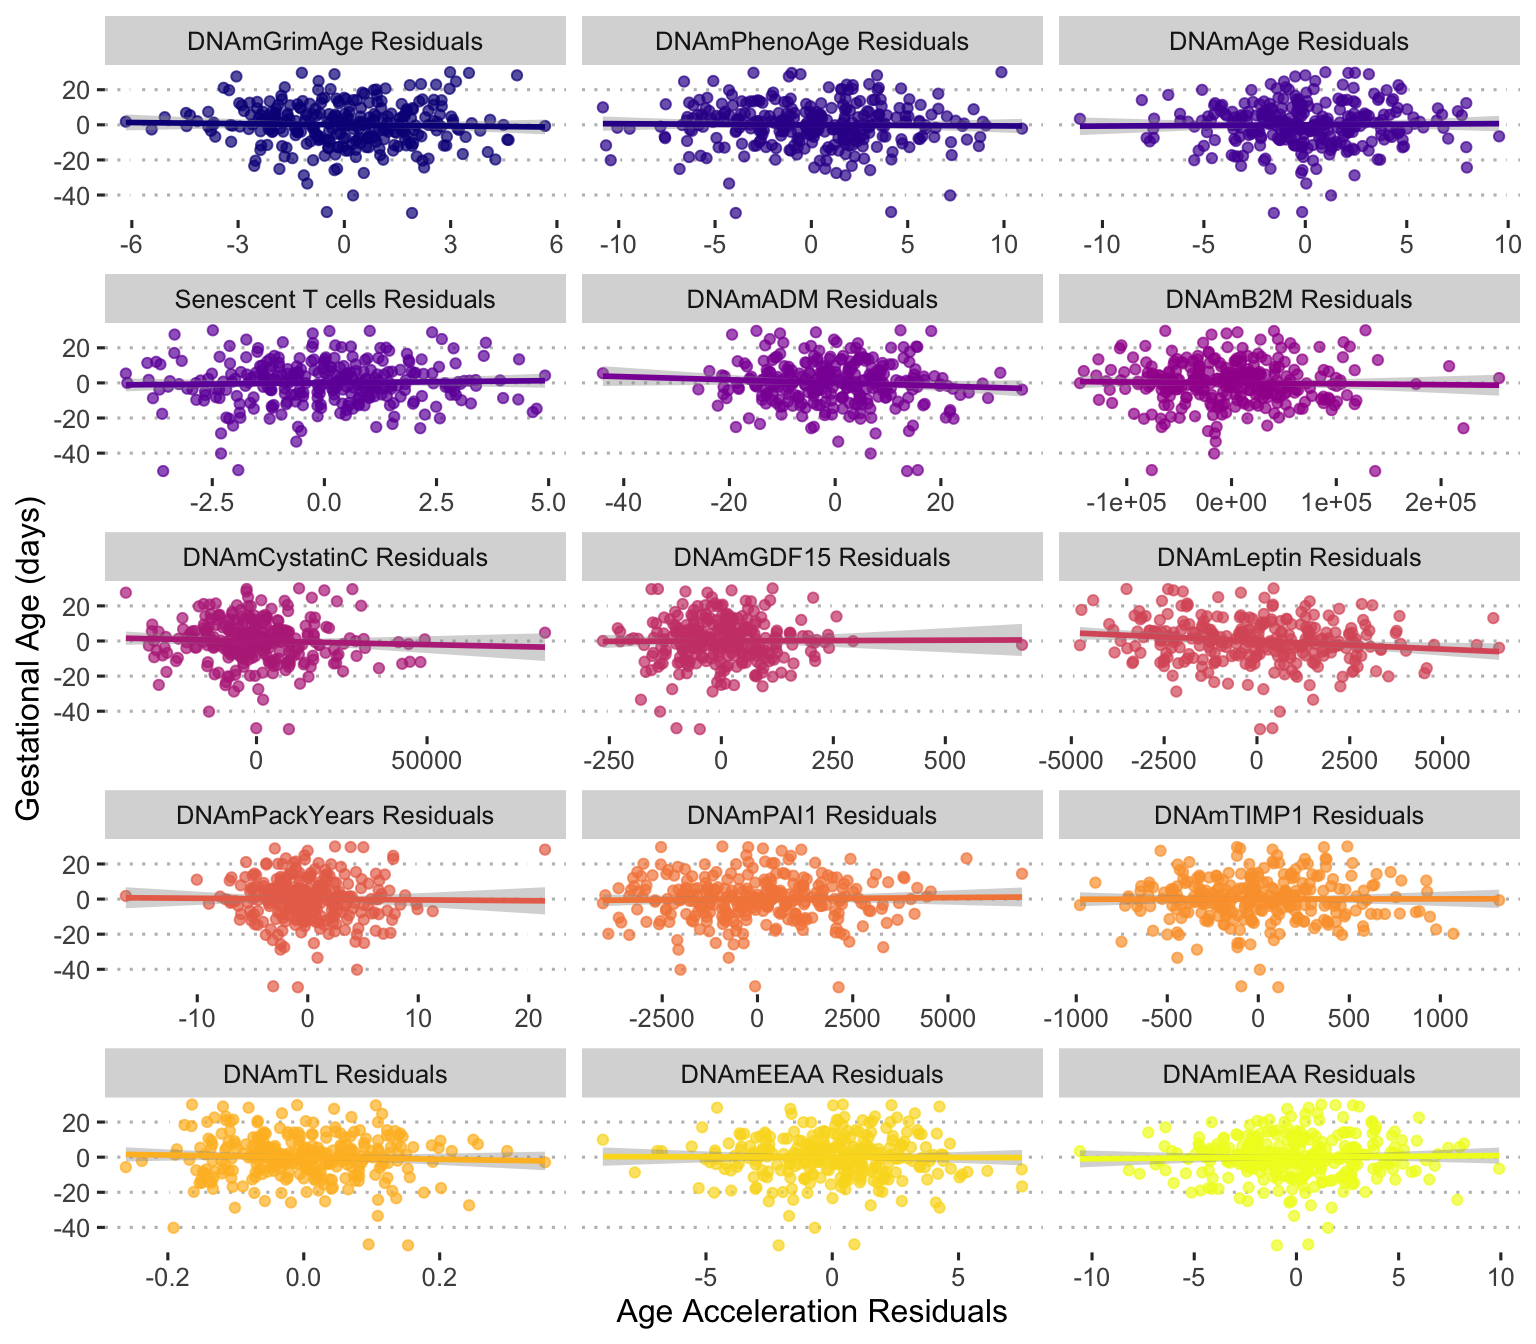 DNAmGrimAge Residuals DNAmPhenoAge Residuals DNAmAge Residuals
20
0
-20
-40
-6 -3 0 3 6 -10 -5 0 5 10 -10 -5 0 5 10
Senescent T cells Residuals DNAmADM Residuals DNAmB2M Residuals
20
0
-20
-40
-2.5 0.0 2.5 5.0 -40 -20 0 20 -1e+05 0e+00 1e+05 2e+05
DNAmCystatinC Residuals DNAmGDF15 Residuals DNAmLeptin Residuals
20
0
-20
-40
0 50000 -250 0 250 500 -5000 -2500 0 2500 5000
Gestational Age (days)
DNAmPackYears Residuals DNAmPAI1 Residuals DNAmTIMP1 Residuals
20
0
-20
-40
-10 0 10 20 -2500 0 2500 5000 -1000 -500 0 500 1000
DNAmTL Residuals DNAmEEAA Residuals DNAmIEAA Residuals
20
0
-20
-40
-0.2 0.0 0.2 -5 0 5 -10 -5 0 5 10
Age Acceleration Residuals